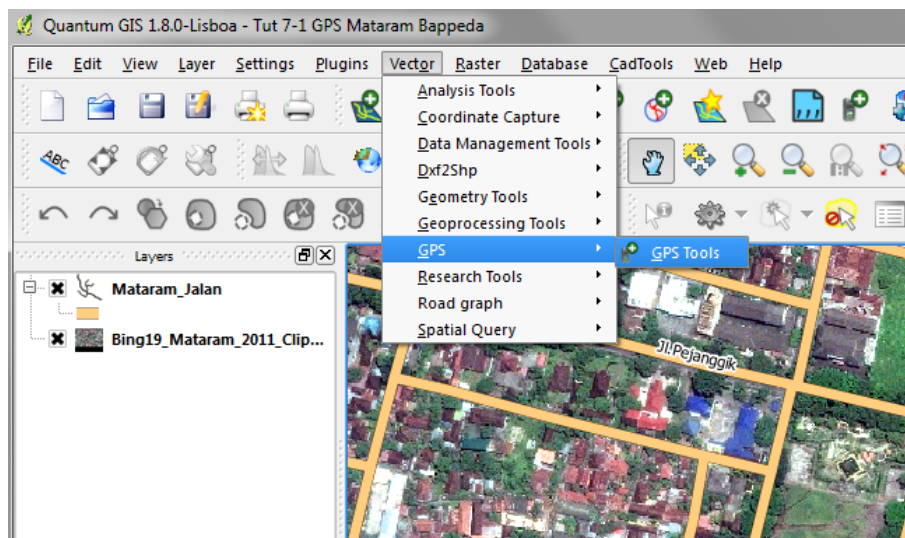 Quantum GIS 1.8.0-Lisboa - Tut 7-1 GPS Mataram Bappeda
File Edit View Layer Settings Plugins Vector Raster Database CadTools Web Help
Analysis Tools
Coordinate Capture
Data Management Tools
Dxf2Shp
Geometry Tools
Geoprocessing Tools
GPS
GPS Tools
Research Tools
Road graph
Spatial Query
ABC
Layers
Mataram_Jalan
Bing19_Mataram_2011_Clip...
Jl.Pejanggik